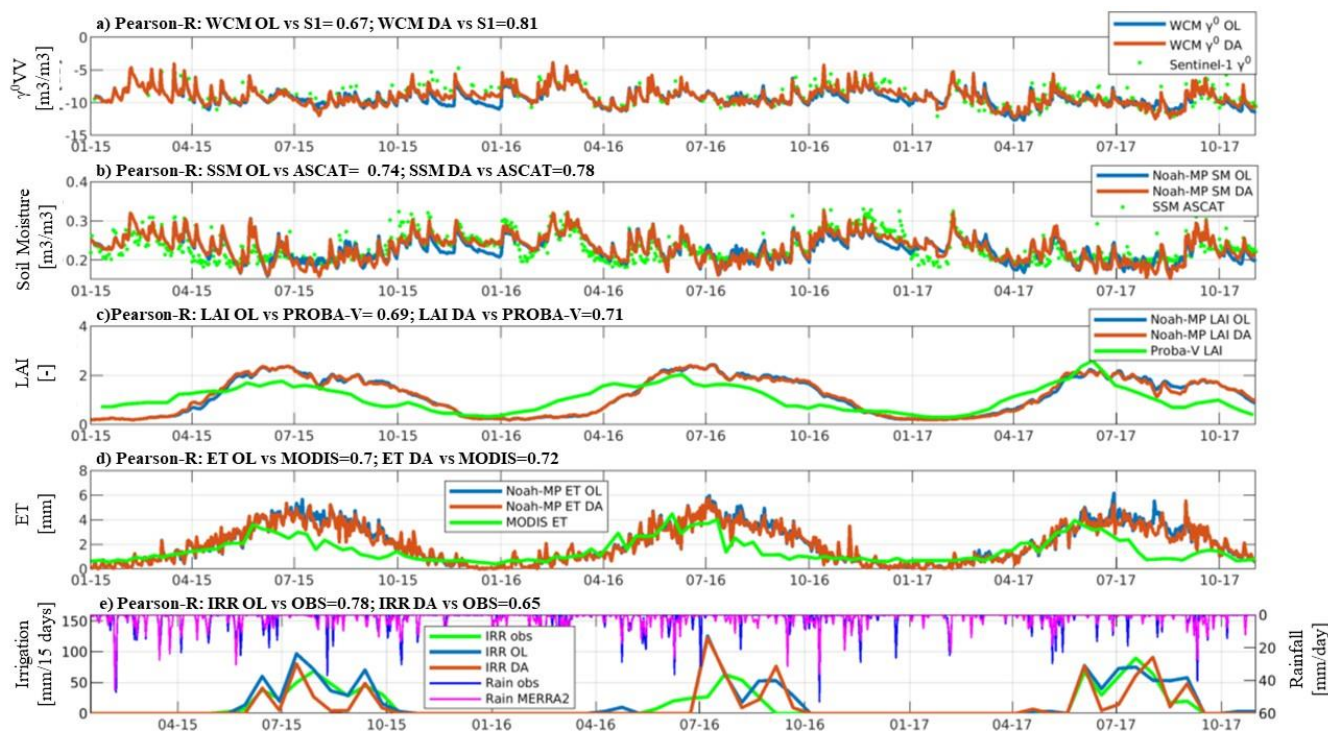 a) Pearson-R: WCM OL vs S1= 0.67; WCM DA vs S1=0.81
γ⁰VV
[m3/m3]
0
-5
-10
-15
WCM γ⁰ OL
WCM γ⁰ DA
Sentinel-1 γ⁰
01-15 04-15 07-15 10-15 01-16 04-16 07-16 10-16 01-17 04-17 07-17 10-17
b) Pearson-R: SSM OL vs ASCAT= 0.74; SSM DA vs ASCAT=0.78
Soil Moisture
[m3/m3]
0.4
0.3
0.2
Noah-MP SM OL
Noah-MP SM DA
SSM ASCAT
01-15 04-15 07-15 10-15 01-16 04-16 07-16 10-16 01-17 04-17 07-17 10-17
c)Pearson-R: LAI OL vs PROBA-V= 0.69; LAI DA vs PROBA-V=0.71
LAI
[-]
4
2
0
Noah-MP LAI OL
Noah-MP LAI DA
Proba-V LAI
01-15 04-15 07-15 10-15 01-16 04-16 07-16 10-16 01-17 04-17 07-17 10-17
d) Pearson-R: ET OL vs MODIS=0.7; ET DA vs MODIS=0.72
ET
[mm]
8
6
4
2
0
Noah-MP ET OL
Noah-MP ET DA
MODIS ET
01-15 04-15 07-15 10-15 01-16 04-16 07-16 10-16 01-17 04-17 07-17 10-17
e) Pearson-R: IRR OL vs OBS=0.78; IRR DA vs OBS=0.65
Irrigation
[mm/15 days]
150
100
50
0
IRR obs
IRR OL
IRR DA
Rain obs
Rain MERRA2
0
20
40
60
Rainfall
[mm/day]
04-15 07-15 10-15 01-16 04-16 07-16 10-16 01-17 04-17 07-17 10-17